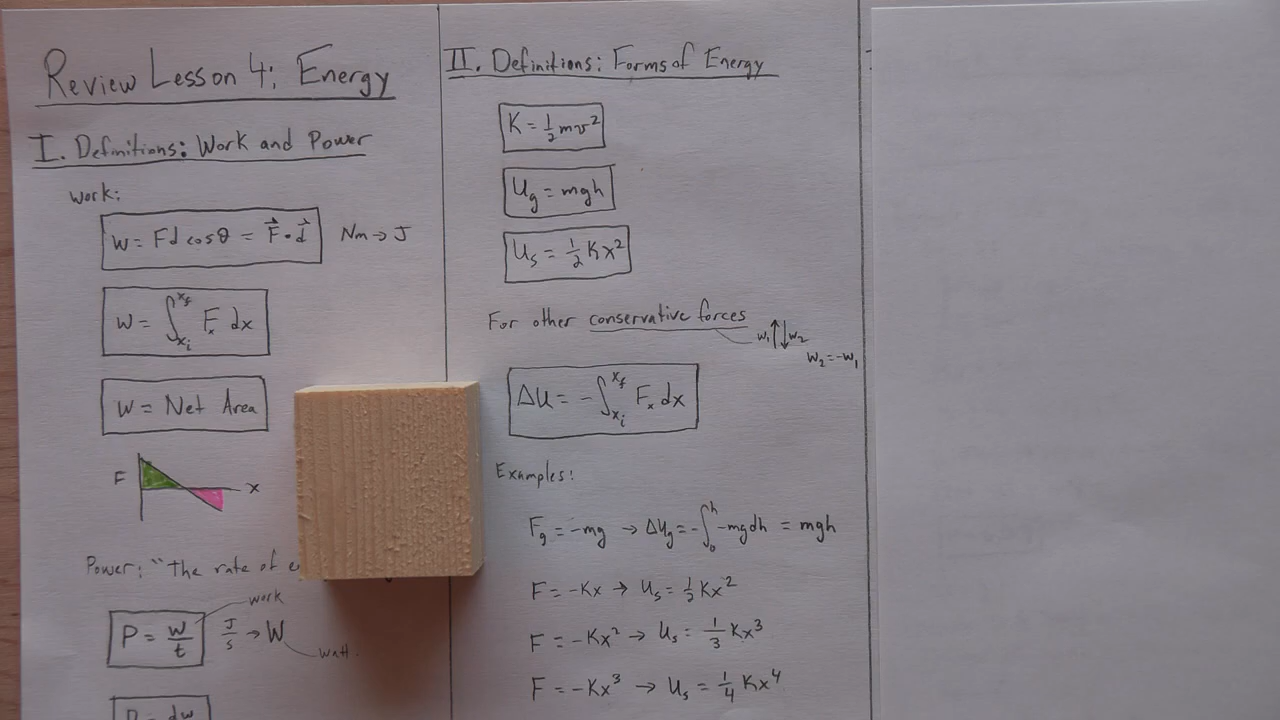 Review Lesson 4: Energy
I. Definitions: Work and Power
Work:
W = Fd cosθ = F⃗ • d⃗ Nm → J
W = ∫_{x_i}^{x_f} F_x dx
W = Net Area
F x
Power: "The rate of
P = W/t work J/s → W
watt
II. Definitions: Forms of Energy
K = ½mv²
U_g = mgh
U_s = ½Kx²
For other conservative forces
W₁ W₂
W₂ = -W₁
ΔU = -∫_{x_i}^{x_f} F_x dx
Examples:
F_g = -mg → ΔU_g = -∫_0^h -mgdh = mgh
F = -Kx → U_s = ½Kx²
F = -Kx² → U_s = ⅓Kx³
F = -Kx³ → U_s = ¼Kx⁴